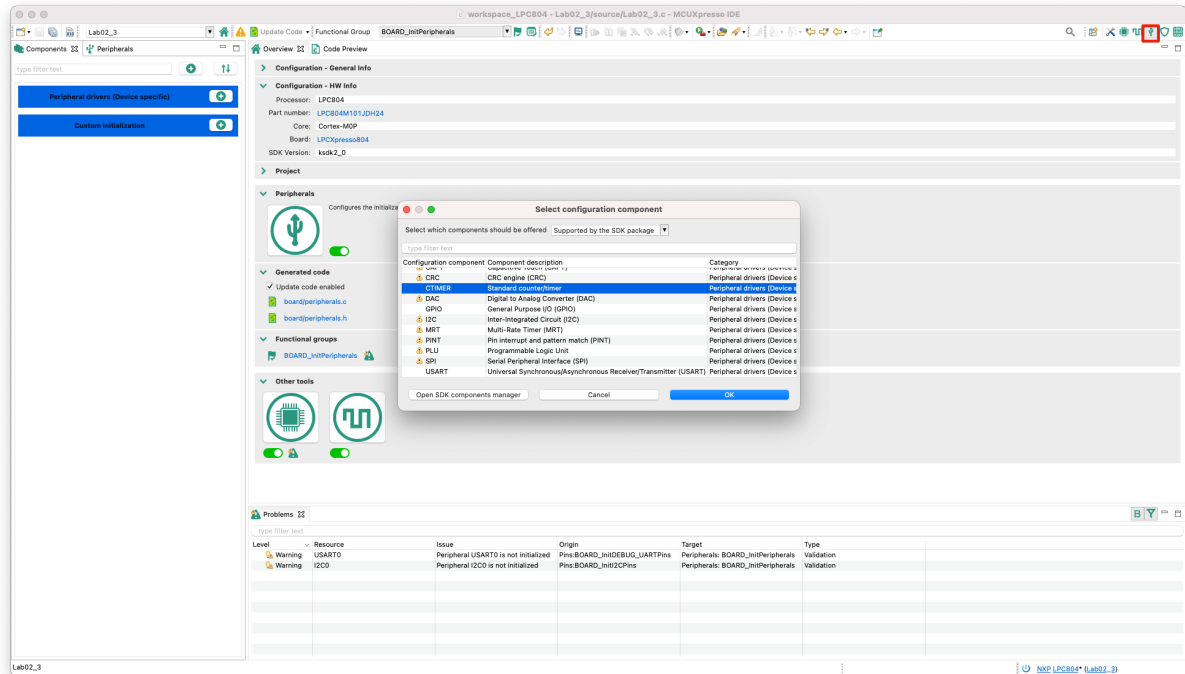 workspace_LPC804 - Lab02_3/source/Lab02_3.c - MCUXpresso IDE
Lab02_3 Update Code Functional Group BOARD_InitPeripherals
Components Peripherals
type filter text
Peripheral drivers (Device specific)
Custom initialization
Overview Code Preview
Configuration - General Info
Configuration - HW Info
Processor: LPC804
Part number: LPC804M101JDH24
Core: Cortex-M0P
Board: LPCXpresso804
SDK Version: ksdk2_0
Project
Peripherals
Configures the initializa
Generated code
Update code enabled
board/peripherals.c
board/peripherals.h
Functional groups
BOARD_InitPeripherals
Other tools
Select configuration component
Select which components should be offered Supported by the SDK package
type filter text
Configuration component Component description Category
CAPT Capacitive Touch (CAPT) Peripheral drivers (Device s
CRC CRC engine (CRC) Peripheral drivers (Device s
CTIMER Standard counter/timer Peripheral drivers (Device s
DAC Digital to Analog Converter (DAC) Peripheral drivers (Device s
GPIO General Purpose I/O (GPIO) Peripheral drivers (Device s
I2C Inter-Integrated Circuit (I2C) Peripheral drivers (Device s
MRT Multi-Rate Timer (MRT) Peripheral drivers (Device s
PINT Pin interrupt and pattern match (PINT) Peripheral drivers (Device s
PLU Programmable Logic Unit Peripheral drivers (Device s
SPI Serial Peripheral Interface (SPI) Peripheral drivers (Device s
USART Universal Synchronous/Asynchronous Receiver/Transmitter (USART) Peripheral drivers (Device s
Open SDK components manager Cancel OK
Problems
type filter text
Level Resource Issue Origin Target Type
Warning USART0 Peripheral USART0 is not initialized Pins:BOARD_InitDEBUG_UARTPins Peripherals: BOARD_InitPeripherals Validation
Warning I2C0 Peripheral I2C0 is not initialized Pins:BOARD_InitI2CPins Peripherals: BOARD_InitPeripherals Validation
Lab02_3
NXP LPC804* (Lab02_3)